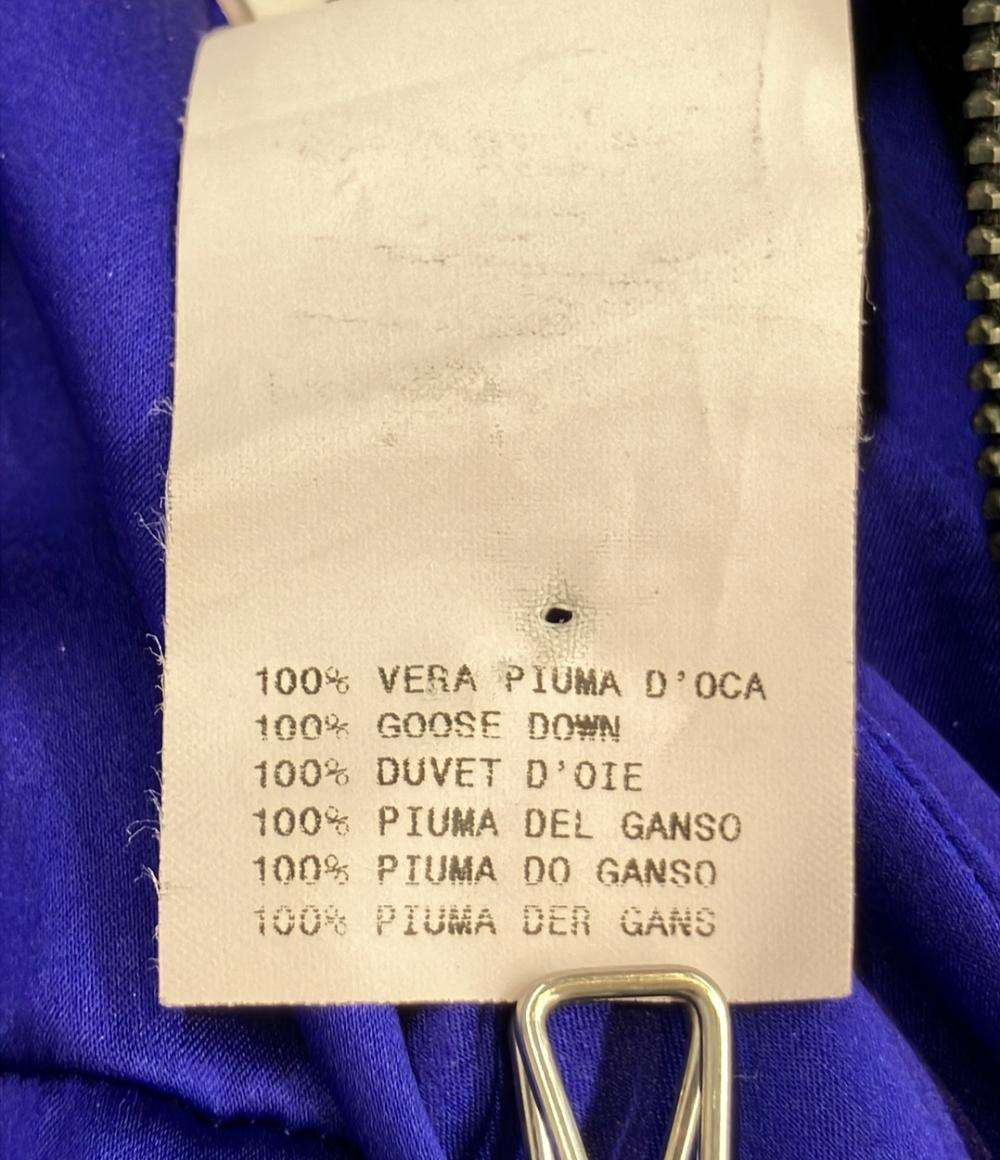 100% VERA PIUMA D'OCA
100% GOOSE DOWN
100% DUVET D'OIE
100% PIUMA DEL GANSO
100% PIUMA DO GANSO
100% PIUMA DER GANS